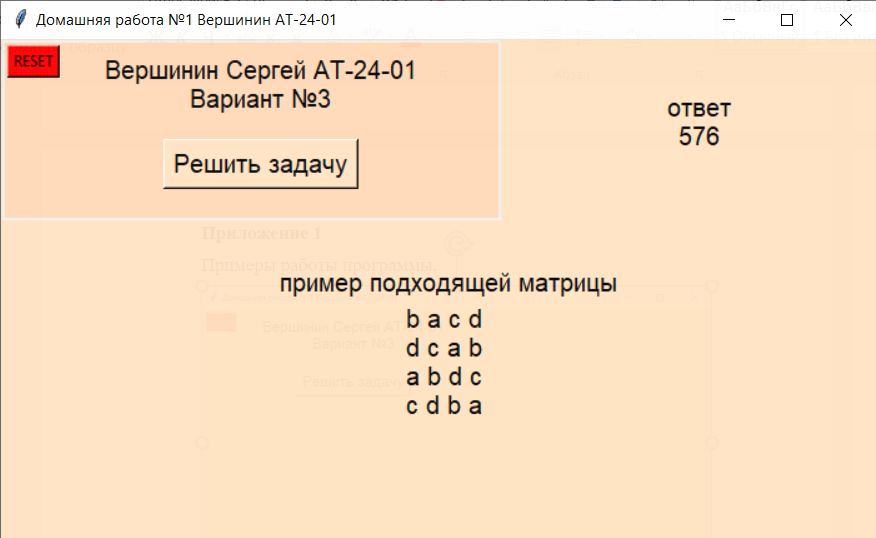 Домашняя работа №1 Вершинин АТ-24-01
RESET
Вершинин Сергей АТ-24-01
Вариант №3
Решить задачу
ответ
576
Приложение 1
Примеры работы программы.
пример подходящей матрицы
b a c d
d c a b
a b d c
c d b a
Вершинин Сергей АТ
Вариант №3
Решить задачу